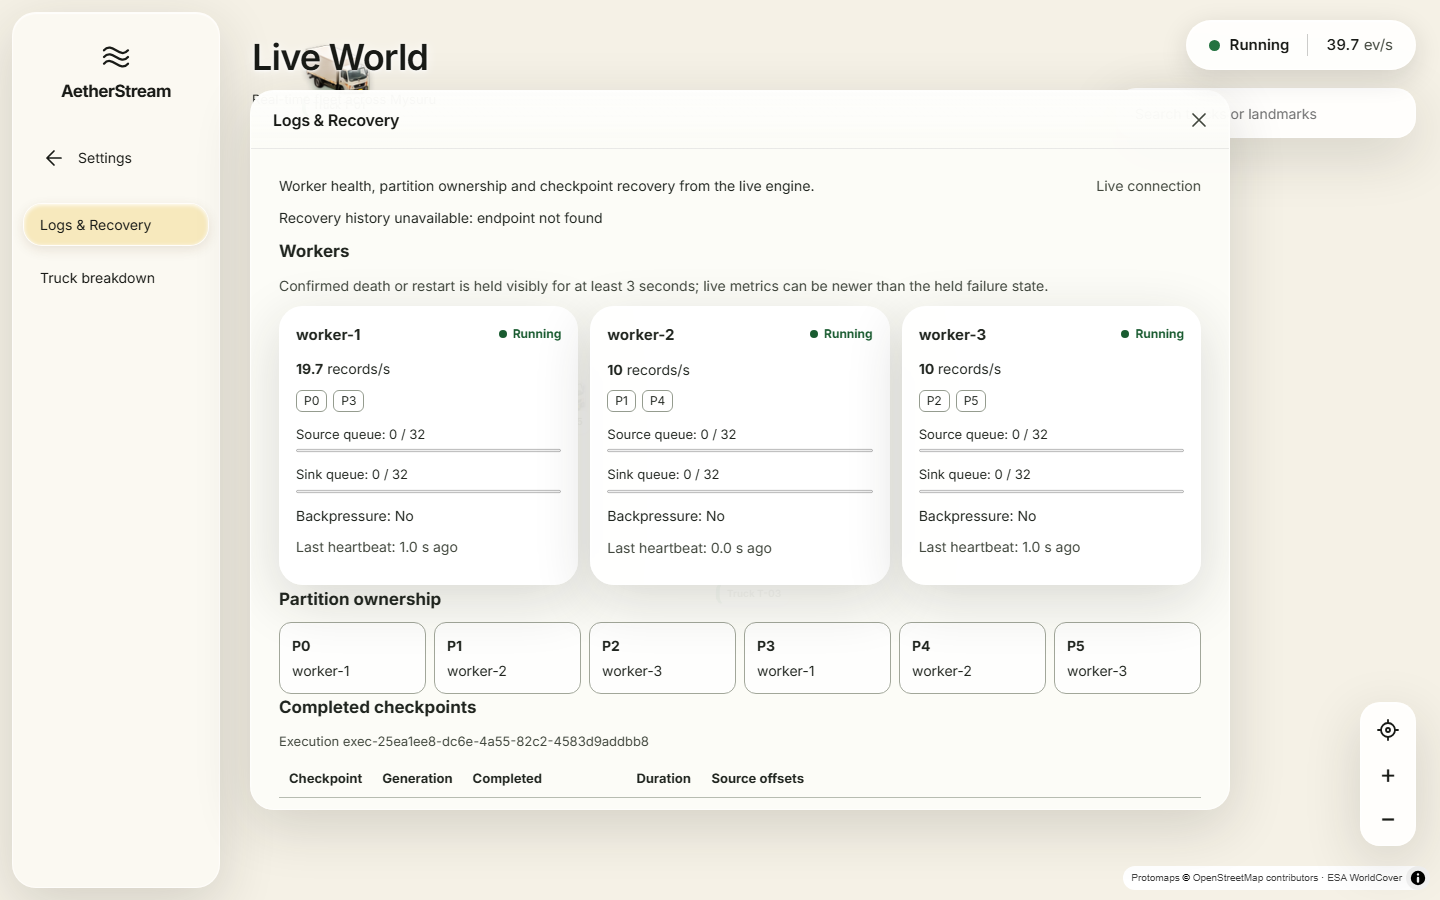 AetherStream
Settings
Logs & Recovery
Truck breakdown
Live World
Running
39.7 ev/s
or landmarks
Logs & Recovery
Worker health, partition ownership and checkpoint recovery from the live engine.
Live connection
Recovery history unavailable: endpoint not found
Workers
Confirmed death or restart is held visibly for at least 3 seconds; live metrics can be newer than the held failure state.
worker-1
Running
19.7 records/s
P0 P3
Source queue: 0 / 32
Sink queue: 0 / 32
Backpressure: No
Last heartbeat: 1.0 s ago
worker-2
Running
10 records/s
P1 P4
Source queue: 0 / 32
Sink queue: 0 / 32
Backpressure: No
Last heartbeat: 0.0 s ago
worker-3
Running
10 records/s
P2 P5
Source queue: 0 / 32
Sink queue: 0 / 32
Backpressure: No
Last heartbeat: 1.0 s ago
Partition ownership
P0
worker-1
P1
worker-2
P2
worker-3
P3
worker-1
P4
worker-2
P5
worker-3
Completed checkpoints
Execution exec-25ea1ee8-dc6e-4a55-82c2-4583d9addbb8
Checkpoint Generation Completed Duration Source offsets
Protomaps © OpenStreetMap contributors · ESA WorldCover